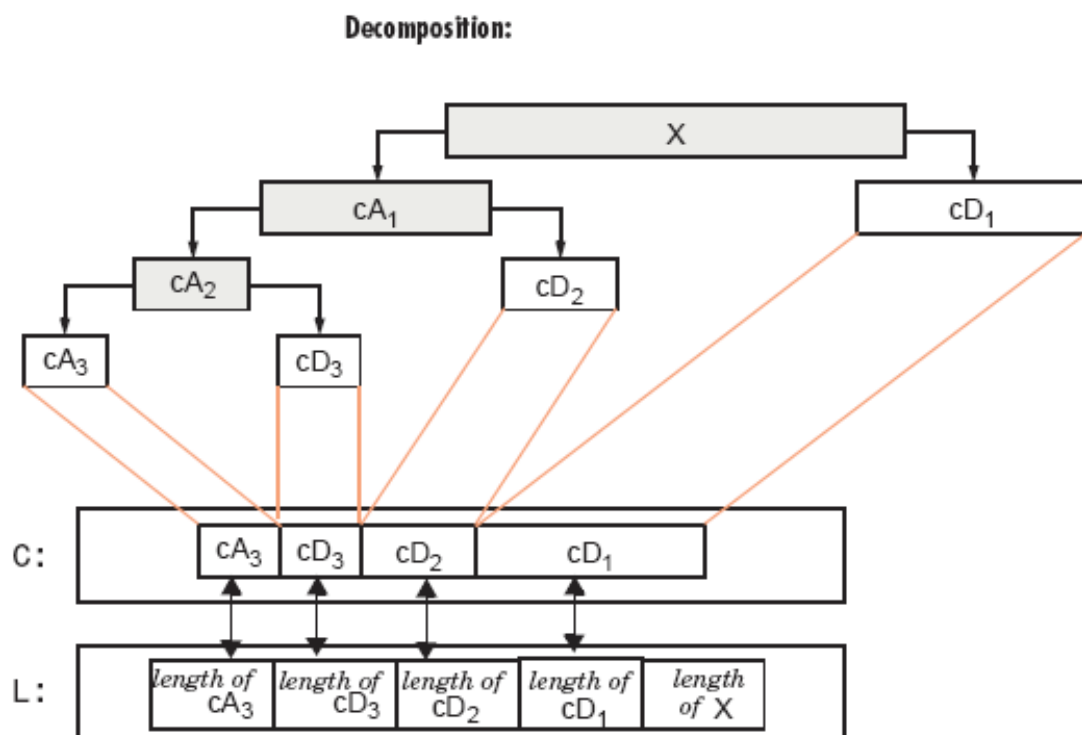 Decomposition:
X
cA1 cD1
cA2 cD2
cA3 cD3
C: cA3 cD3 cD2 cD1
L: length of cA3 length of cD3 length of cD2 length of cD1 length of X